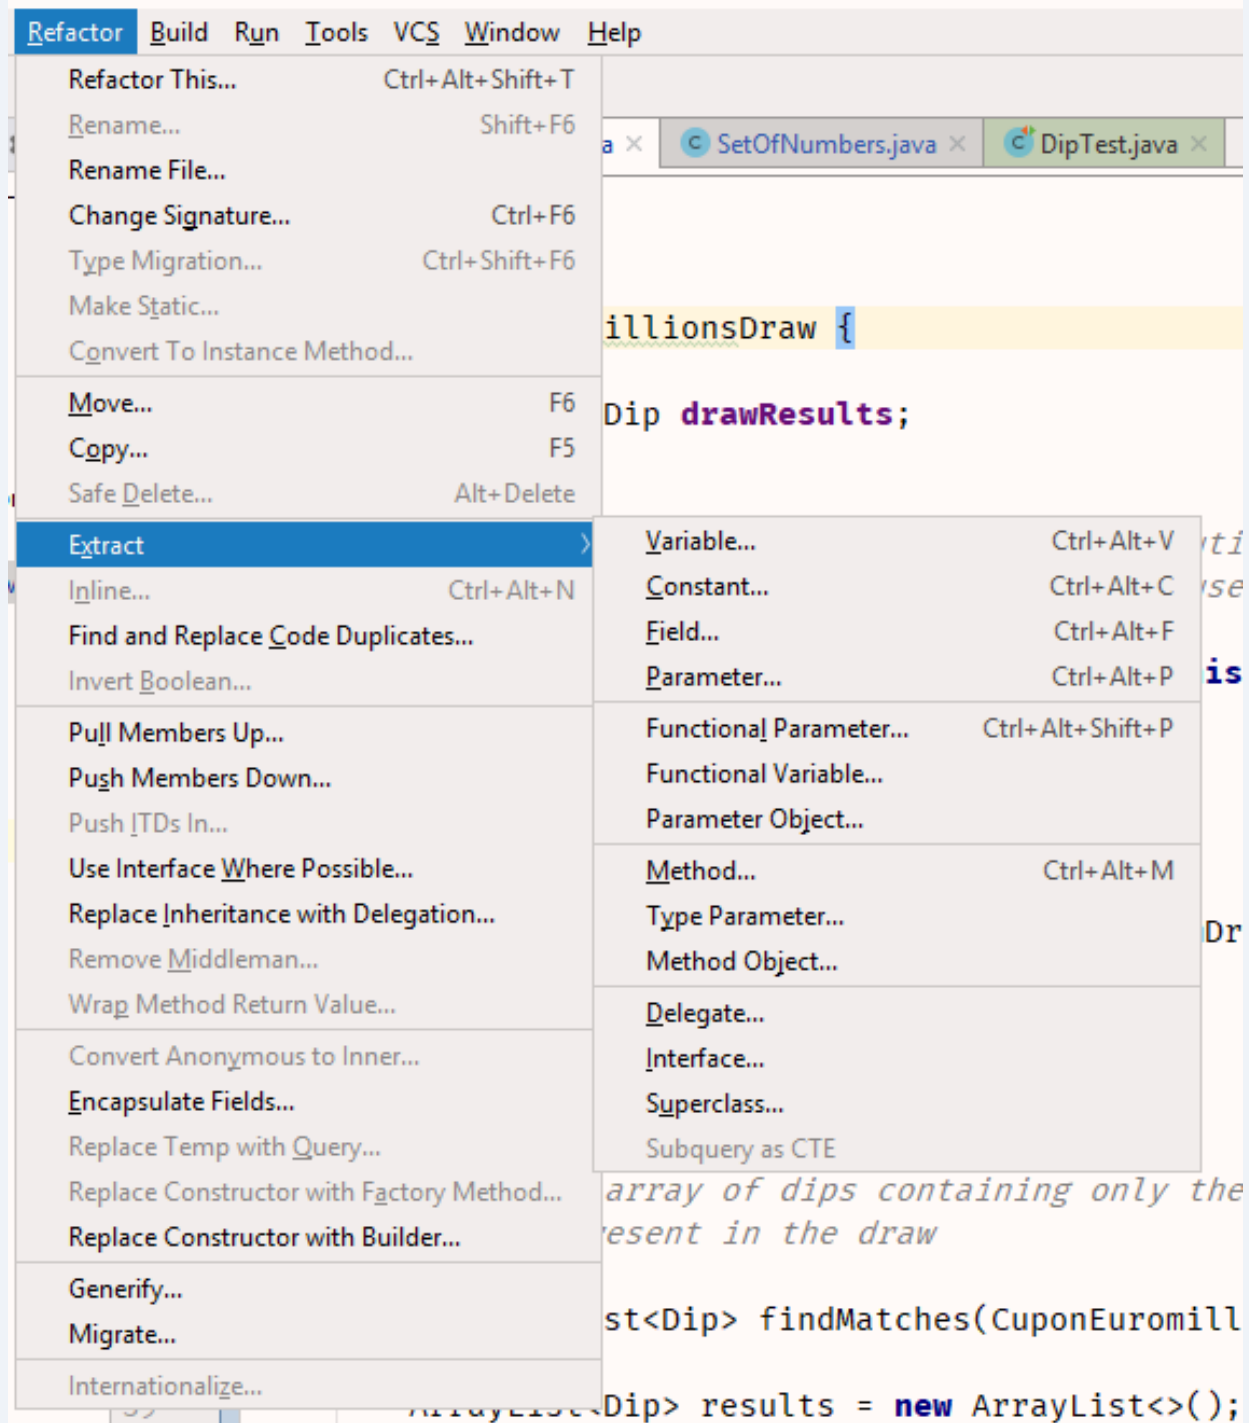 Refactor Build Run Tools VCS Window Help
Refactor This... Ctrl+Alt+Shift+T
Rename... Shift+F6
a SetOfNumbers.java DipTest.java
Rename File...
Change Signature... Ctrl+F6
Type Migration... Ctrl+Shift+F6
Make Static...
illionsDraw {
Convert To Instance Method...
Move... F6
Dip drawResults;
Copy... F5
Safe Delete... Alt+Delete
Extract
Variable... Ctrl+Alt+V
Inline... Ctrl+Alt+N
Constant... Ctrl+Alt+C
Find and Replace Code Duplicates...
Field... Ctrl+Alt+F
Invert Boolean...
Parameter... Ctrl+Alt+P
is
Pull Members Up...
Functional Parameter... Ctrl+Alt+Shift+P
Push Members Down...
Functional Variable...
Push ITDs In...
Parameter Object...
Use Interface Where Possible...
Method... Ctrl+Alt+M
Replace Inheritance with Delegation...
Type Parameter...
Dr
Remove Middleman...
Method Object...
Wrap Method Return Value...
Delegate...
Convert Anonymous to Inner...
Interface...
Encapsulate Fields...
Superclass...
Replace Temp with Query...
Subquery as CTE
Replace Constructor with Factory Method...
array of dips containing only the
Replace Constructor with Builder...
esent in the draw
Generify...
st<Dip> findMatches(CuponEuromill
Migrate...
Internationalize...
ArrayList<Dip> results = new ArrayList<>();